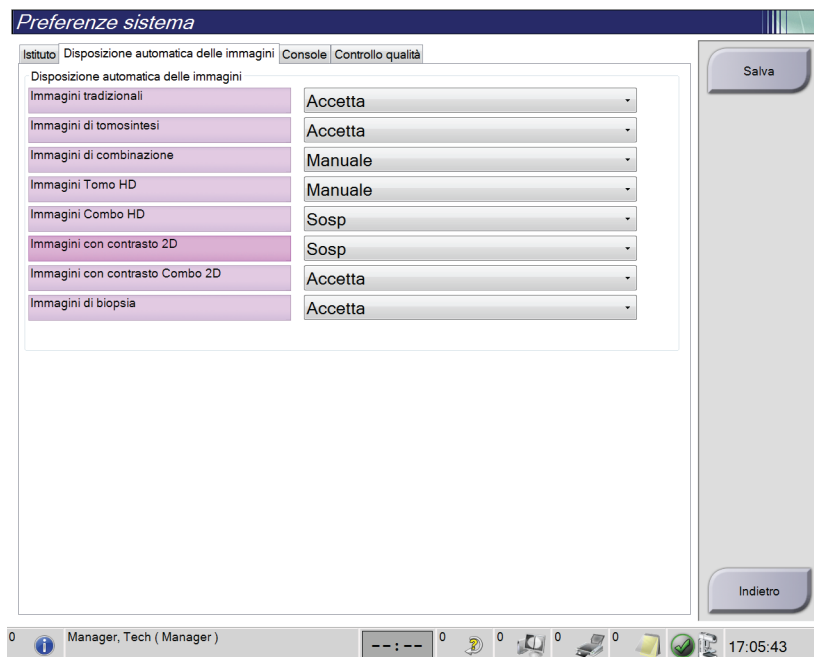 Preferenze sistema
Istituto Disposizione automatica delle immagini Console Controllo qualità
Disposizione automatica delle immagini
Immagini tradizionali Accetta
Immagini di tomosintesi Accetta
Immagini di combinazione Manuale
Immagini Tomo HD Manuale
Immagini Combo HD Sosp
Immagini con contrasto 2D Sosp
Immagini con contrasto Combo 2D Accetta
Immagini di biopsia Accetta
Salva
Indietro
0 Manager, Tech ( Manager ) --:-- 0 0 0 0 17:05:43